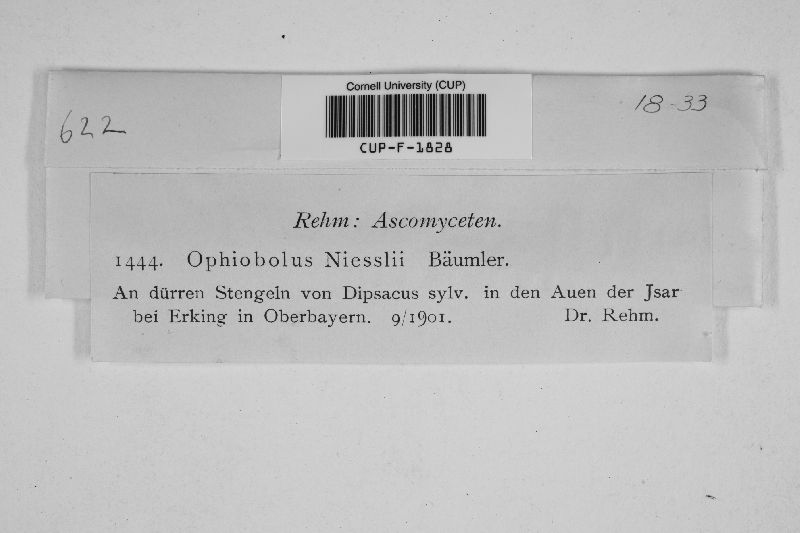 Cornell University (CUP)
18-33
622
CUP-F-1828
Rehm: Ascomyceten.
1444. Ophiobolus Niesslii Bäumler.
An dürren Stengeln von Dipsacus sylv. in den Auen der Jsar
bei Erking in Oberbayern. 9/1901. Dr. Rehm.